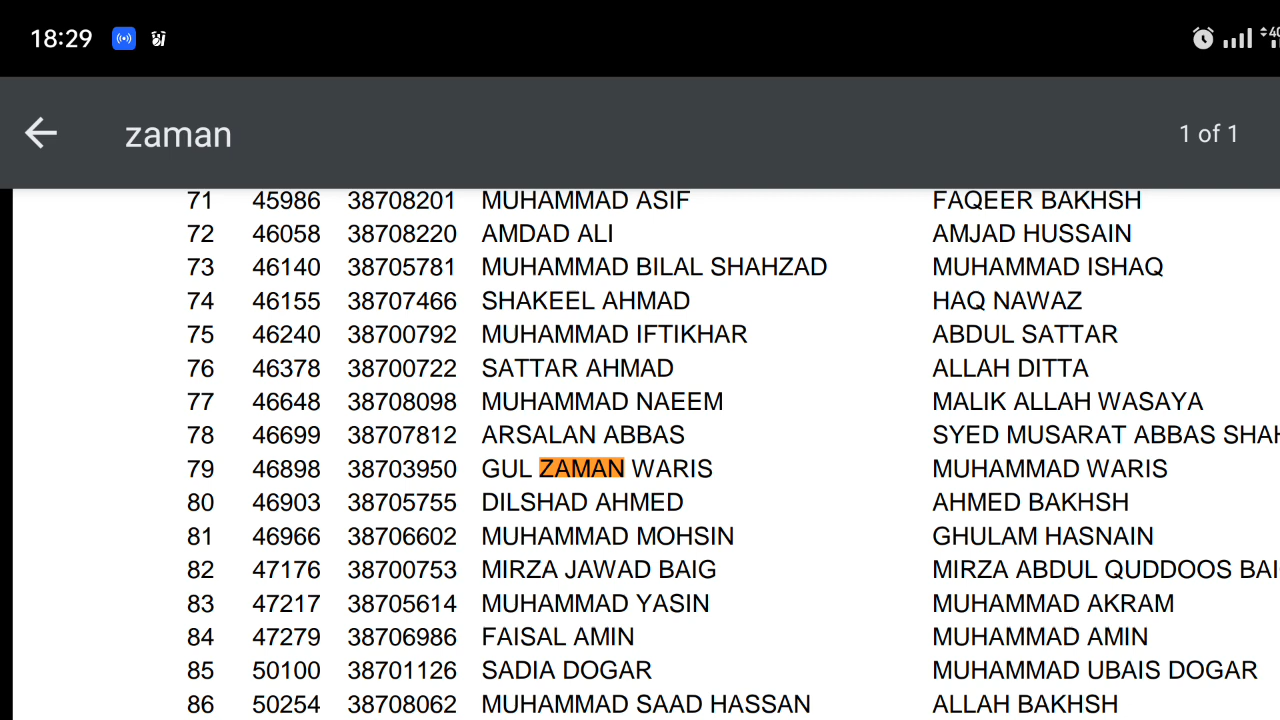 18:29
zaman 1 of 1
71 45986 38708201 MUHAMMAD ASIF FAQEER BAKHSH
72 46058 38708220 AMDAD ALI AMJAD HUSSAIN
73 46140 38705781 MUHAMMAD BILAL SHAHZAD MUHAMMAD ISHAQ
74 46155 38707466 SHAKEEL AHMAD HAQ NAWAZ
75 46240 38700792 MUHAMMAD IFTIKHAR ABDUL SATTAR
76 46378 38700722 SATTAR AHMAD ALLAH DITTA
77 46648 38708098 MUHAMMAD NAEEM MALIK ALLAH WASAYA
78 46699 38707812 ARSALAN ABBAS SYED MUSARAT ABBAS SHAH
79 46898 38703950 GUL ZAMAN WARIS MUHAMMAD WARIS
80 46903 38705755 DILSHAD AHMED AHMED BAKHSH
81 46966 38706602 MUHAMMAD MOHSIN GHULAM HASNAIN
82 47176 38700753 MIRZA JAWAD BAIG MIRZA ABDUL QUDDOOS BAI
83 47217 38705614 MUHAMMAD YASIN MUHAMMAD AKRAM
84 47279 38706986 FAISAL AMIN MUHAMMAD AMIN
85 50100 38701126 SADIA DOGAR MUHAMMAD UBAIS DOGAR
86 50254 38708062 MUHAMMAD SAAD HASSAN ALLAH BAKHSH